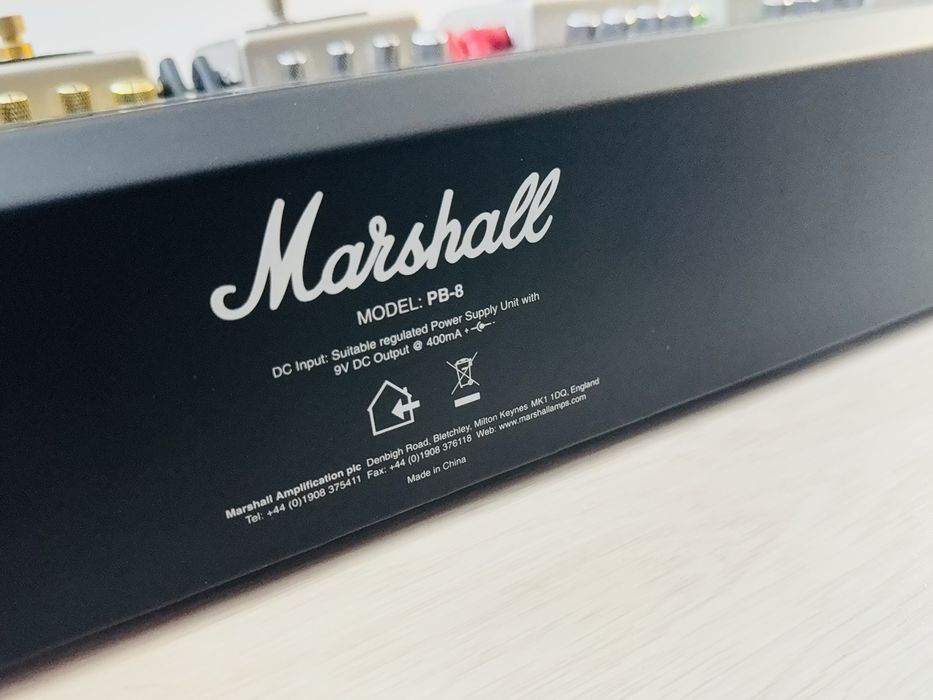 Marshall
MODEL: PB-8
DC Input: Suitable regulated Power Supply Unit with
9V DC Output @ 400mA + -
Marshall Amplification plc Denbigh Road, Bletchley, Milton Keynes MK1 1DQ, England
Tel: +44 (0)1908 375411 Fax: +44 (0)1908 376118 Web: www.marshallamps.com
Made in China